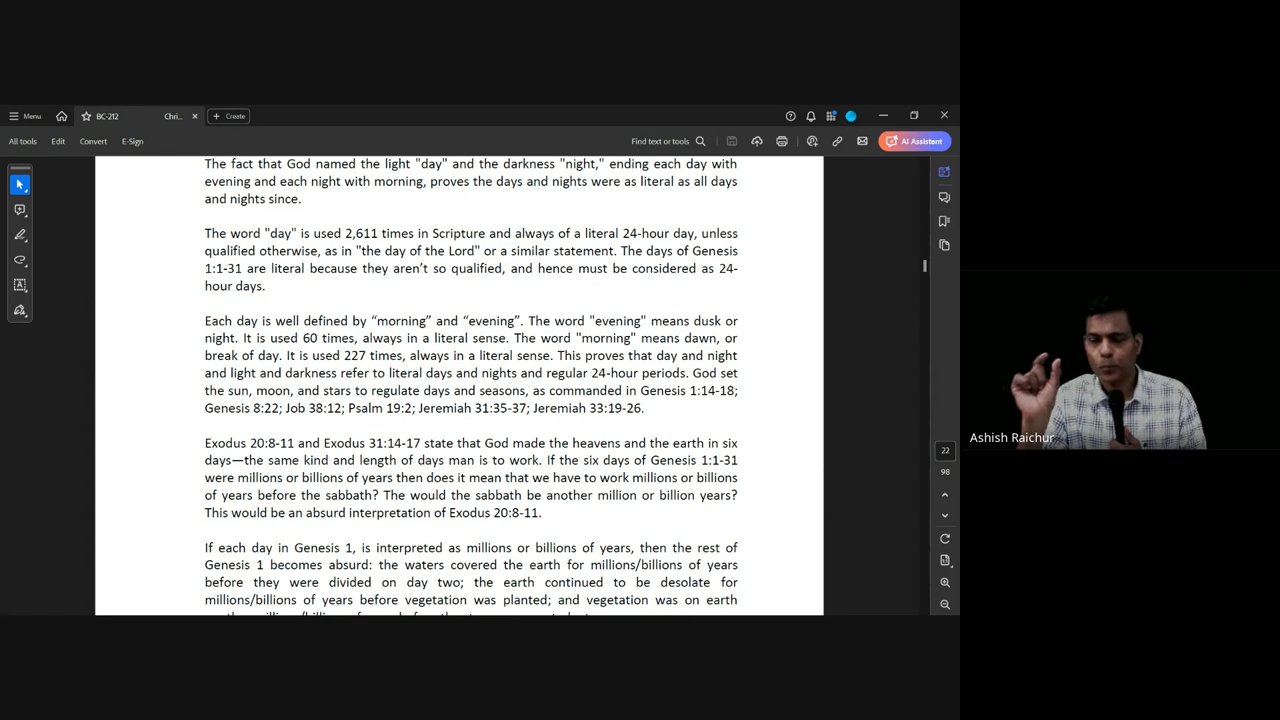 Menu
BC-212
Chri...
Create
All tools
Edit
Convert
E-Sign
Find text or tools
AI Assistant
The fact that God named the light "day" and the darkness "night," ending each day with
evening and each night with morning, proves the days and nights were as literal as all days
and nights since.
The word "day" is used 2,611 times in Scripture and always of a literal 24-hour day, unless
qualified otherwise, as in "the day of the Lord" or a similar statement. The days of Genesis
1:1-31 are literal because they aren’t so qualified, and hence must be considered as 24-
hour days.
Each day is well defined by “morning” and “evening”. The word "evening" means dusk or
night. It is used 60 times, always in a literal sense. The word "morning" means dawn, or
break of day. It is used 227 times, always in a literal sense. This proves that day and night
and light and darkness refer to literal days and nights and regular 24-hour periods. God set
the sun, moon, and stars to regulate days and seasons, as commanded in Genesis 1:14-18;
Genesis 8:22; Job 38:12; Psalm 19:2; Jeremiah 31:35-37; Jeremiah 33:19-26.
Exodus 20:8-11 and Exodus 31:14-17 state that God made the heavens and the earth in six
days—the same kind and length of days man is to work. If the six days of Genesis 1:1-31
were millions or billions of years then does it mean that we have to work millions or billions
of years before the sabbath? The would the sabbath be another million or billion years?
This would be an absurd interpretation of Exodus 20:8-11.
If each day in Genesis 1, is interpreted as millions or billions of years, then the rest of
Genesis 1 becomes absurd: the waters covered the earth for millions/billions of years
before they were divided on day two; the earth continued to be desolate for
millions/billions of years before vegetation was planted; and vegetation was on earth
22
98
Ashish Raichur